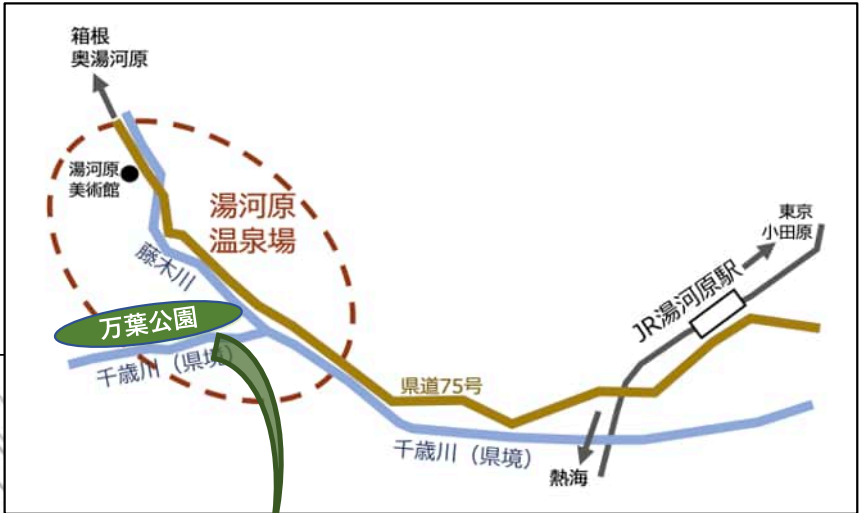 箱根
奥湯河原
湯河原
美術館
湯河原
温泉場
東京
小田原
藤木川
JR湯河原駅
万葉公園
千歳川（県境）
県道75号
千歳川（県境）
熱海